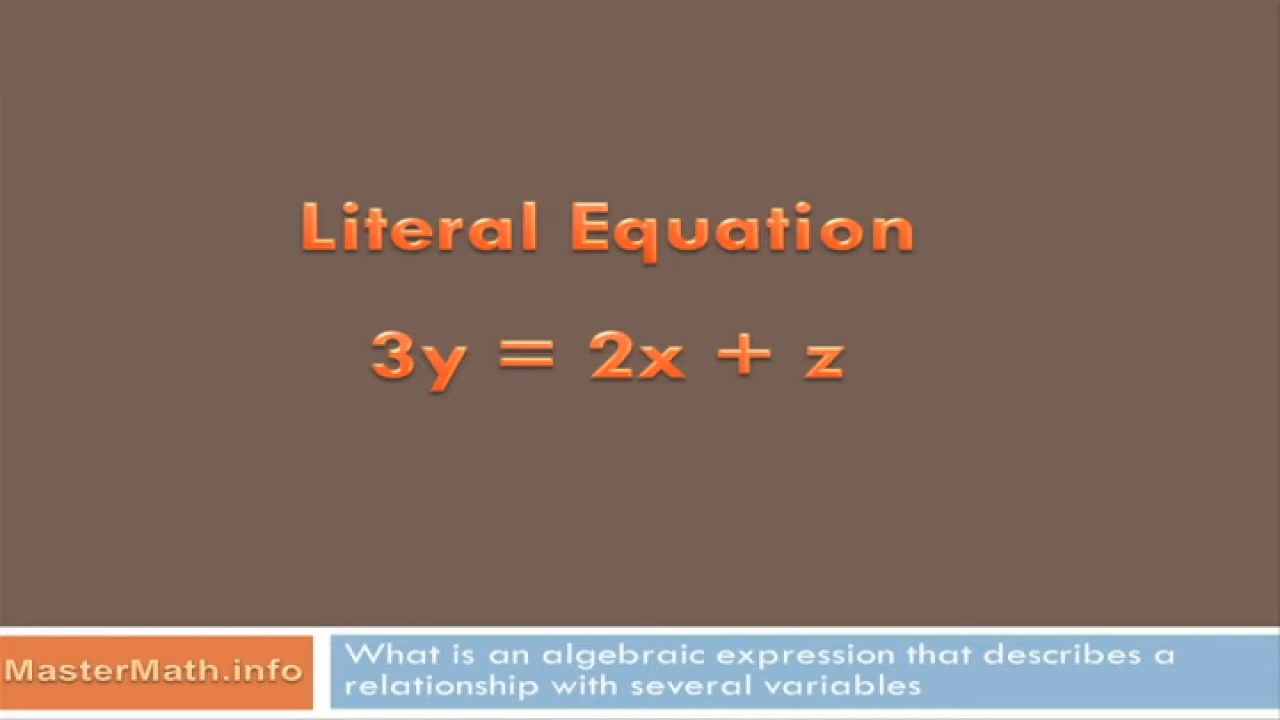 Literal Equation
3y = 2x + z
MasterMath.info
What is an algebraic expression that describes a
relationship with several variables